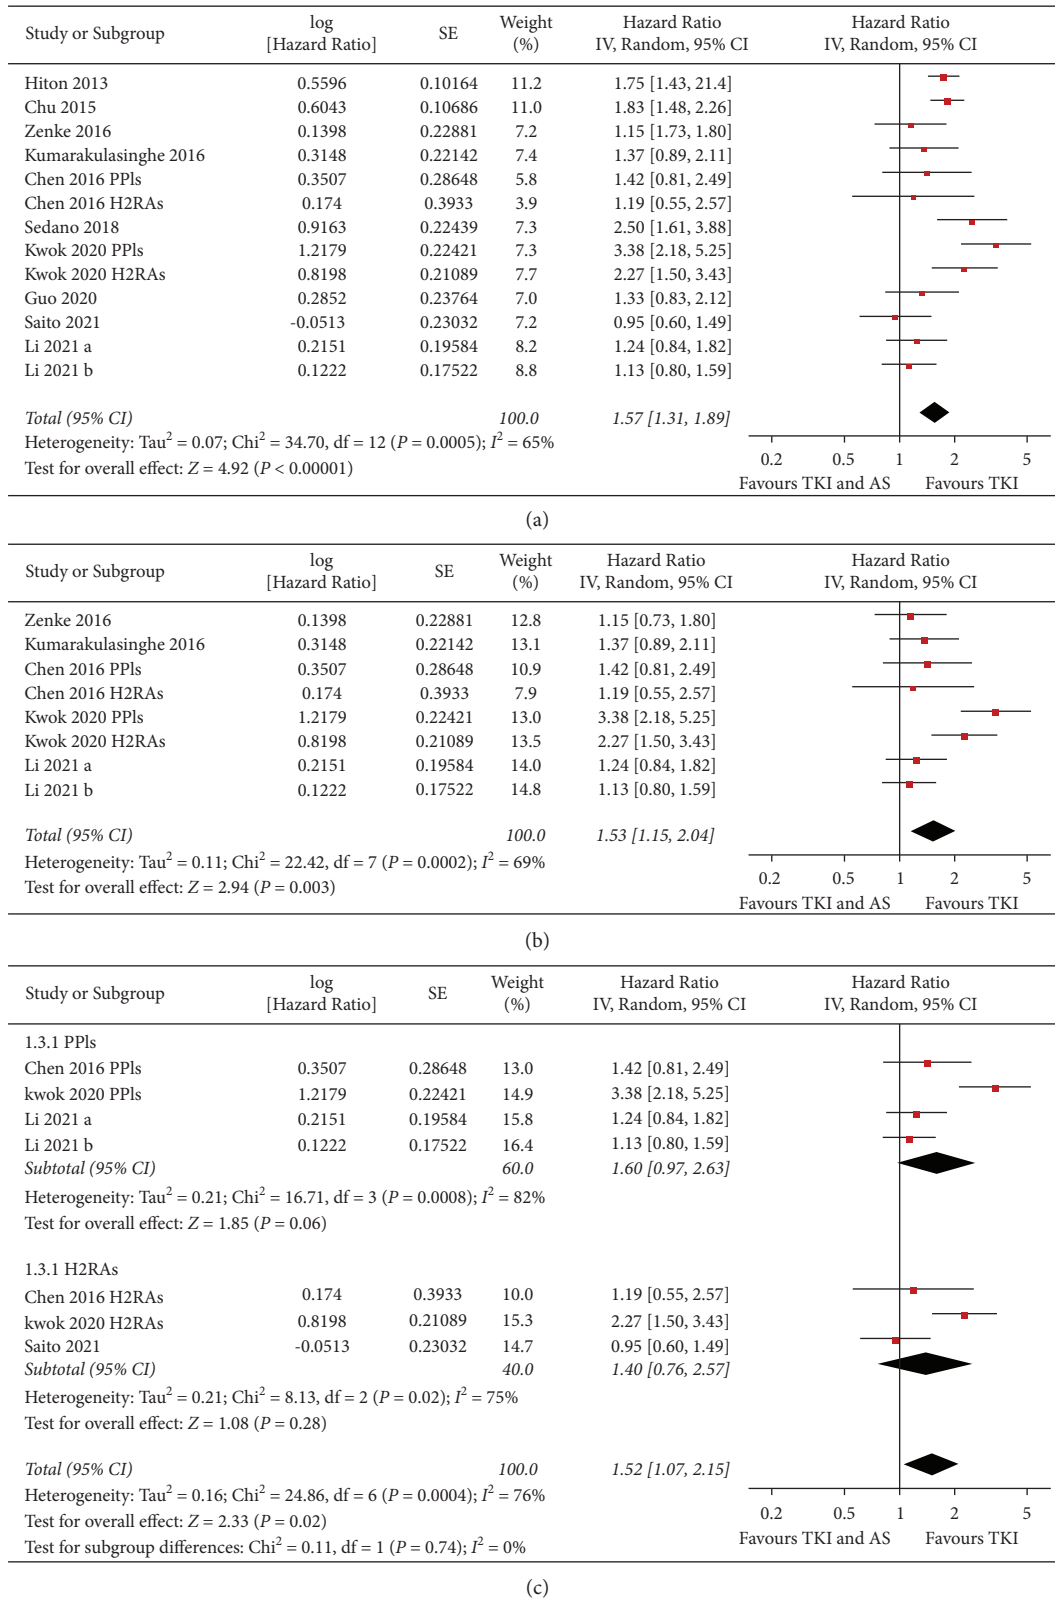 Study or Subgroup log [Hazard Ratio] SE Weight (%) Hazard Ratio IV, Random, 95% CI Hazard Ratio IV, Random, 95% CI
Hiton 2013 0.5596 0.10164 11.2 1.75 [1.43, 21.4]
Chu 2015 0.6043 0.10686 11.0 1.83 [1.48, 2.26]
Zenke 2016 0.1398 0.22881 7.2 1.15 [1.73, 1.80]
Kumarakulasinghe 2016 0.3148 0.22142 7.4 1.37 [0.89, 2.11]
Chen 2016 PPls 0.3507 0.28648 5.8 1.42 [0.81, 2.49]
Chen 2016 H2RAs 0.174 0.3933 3.9 1.19 [0.55, 2.57]
Sedano 2018 0.9163 0.22439 7.3 2.50 [1.61, 3.88]
Kwok 2020 PPls 1.2179 0.22421 7.3 3.38 [2.18, 5.25]
Kwok 2020 H2RAs 0.8198 0.21089 7.7 2.27 [1.50, 3.43]
Guo 2020 0.2852 0.23764 7.0 1.33 [0.83, 2.12]
Saito 2021 -0.0513 0.23032 7.2 0.95 [0.60, 1.49]
Li 2021 a 0.2151 0.19584 8.2 1.24 [0.84, 1.82]
Li 2021 b 0.1222 0.17522 8.8 1.13 [0.80, 1.59]
Total (95% CI) 100.0 1.57 [1.31, 1.89]
Heterogeneity: Tau² = 0.07; Chi² = 34.70, df = 12 (P = 0.0005); I² = 65%
Test for overall effect: Z = 4.92 (P < 0.00001)
0.2 0.5 1 2 5
Favours TKI and AS Favours TKI
(a)
Study or Subgroup log [Hazard Ratio] SE Weight (%) Hazard Ratio IV, Random, 95% CI Hazard Ratio IV, Random, 95% CI
Zenke 2016 0.1398 0.22881 12.8 1.15 [0.73, 1.80]
Kumarakulasinghe 2016 0.3148 0.22142 13.1 1.37 [0.89, 2.11]
Chen 2016 PPls 0.3507 0.28648 10.9 1.42 [0.81, 2.49]
Chen 2016 H2RAs 0.174 0.3933 7.9 1.19 [0.55, 2.57]
Kwok 2020 PPls 1.2179 0.22421 13.0 3.38 [2.18, 5.25]
Kwok 2020 H2RAs 0.8198 0.21089 13.5 2.27 [1.50, 3.43]
Li 2021 a 0.2151 0.19584 14.0 1.24 [0.84, 1.82]
Li 2021 b 0.1222 0.17522 14.8 1.13 [0.80, 1.59]
Total (95% CI) 100.0 1.53 [1.15, 2.04]
Heterogeneity: Tau² = 0.11; Chi² = 22.42, df = 7 (P = 0.0002); I² = 69%
Test for overall effect: Z = 2.94 (P = 0.003)
0.2 0.5 1 2 5
Favours TKI and AS Favours TKI
(b)
Study or Subgroup log [Hazard Ratio] SE Weight (%) Hazard Ratio IV, Random, 95% CI Hazard Ratio IV, Random, 95% CI
1.3.1 PPls
Chen 2016 PPls 0.3507 0.28648 13.0 1.42 [0.81, 2.49]
kwok 2020 PPls 1.2179 0.22421 14.9 3.38 [2.18, 5.25]
Li 2021 a 0.2151 0.19584 15.8 1.24 [0.84, 1.82]
Li 2021 b 0.1222 0.17522 16.4 1.13 [0.80, 1.59]
Subtotal (95% CI) 60.0 1.60 [0.97, 2.63]
Heterogeneity: Tau² = 0.21; Chi² = 16.71, df = 3 (P = 0.0008); I² = 82%
Test for overall effect: Z = 1.85 (P = 0.06)
1.3.1 H2RAs
Chen 2016 H2RAs 0.174 0.3933 10.0 1.19 [0.55, 2.57]
kwok 2020 H2RAs 0.8198 0.21089 15.3 2.27 [1.50, 3.43]
Saito 2021 -0.0513 0.23032 14.7 0.95 [0.60, 1.49]
Subtotal (95% CI) 40.0 1.40 [0.76, 2.57]
Heterogeneity: Tau² = 0.21; Chi² = 8.13, df = 2 (P = 0.02); I² = 75%
Test for overall effect: Z = 1.08 (P = 0.28)
Total (95% CI) 100.0 1.52 [1.07, 2.15]
Heterogeneity: Tau² = 0.16; Chi² = 24.86, df = 6 (P = 0.0004); I² = 76%
Test for overall effect: Z = 2.33 (P = 0.02)
Test for subgroup differences: Chi² = 0.11, df = 1 (P = 0.74); I² = 0%
0.2 0.5 1 2 5
Favours TKI and AS Favours TKI
(c)